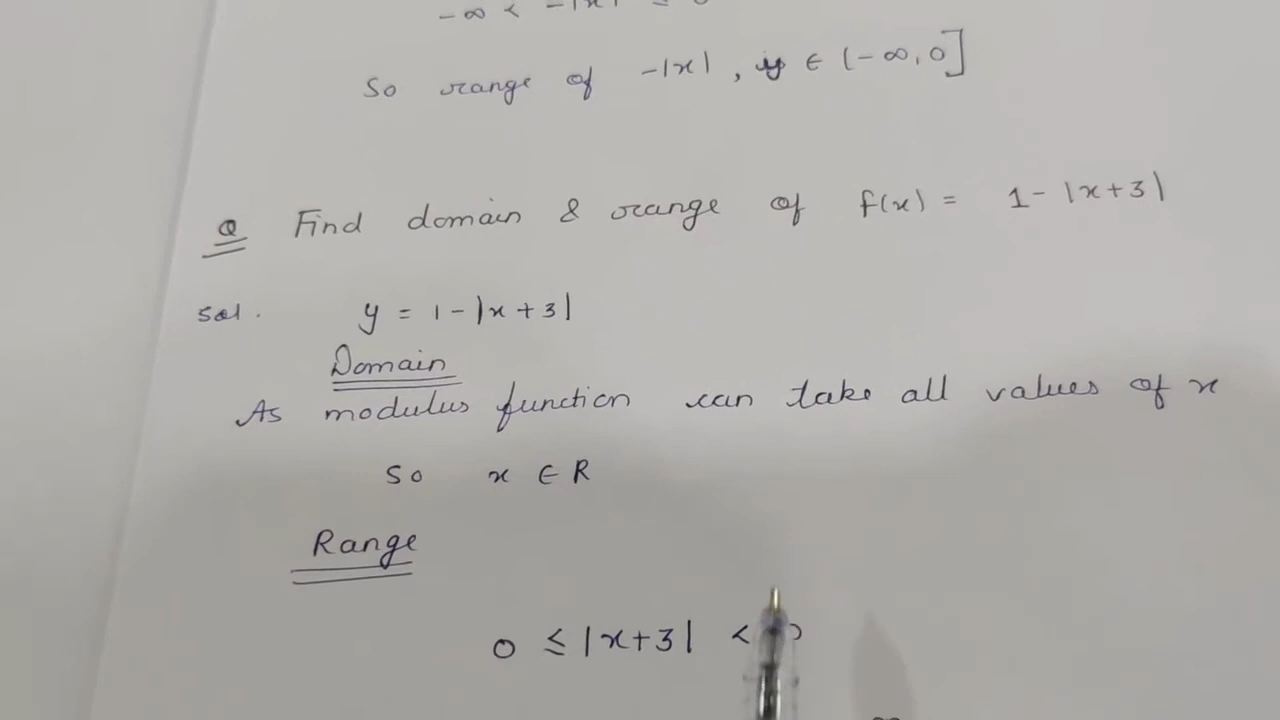 -∞ < -|x| ≤ 0
So range of -|x| , y ∈ (-∞, 0]
Q Find domain & range of f(x) = 1 - |x+3|
Sol. y = 1 - |x+3|
Domain
As modulus function can take all values of x
So x ∈ R
Range
0 ≤ |x+3| <